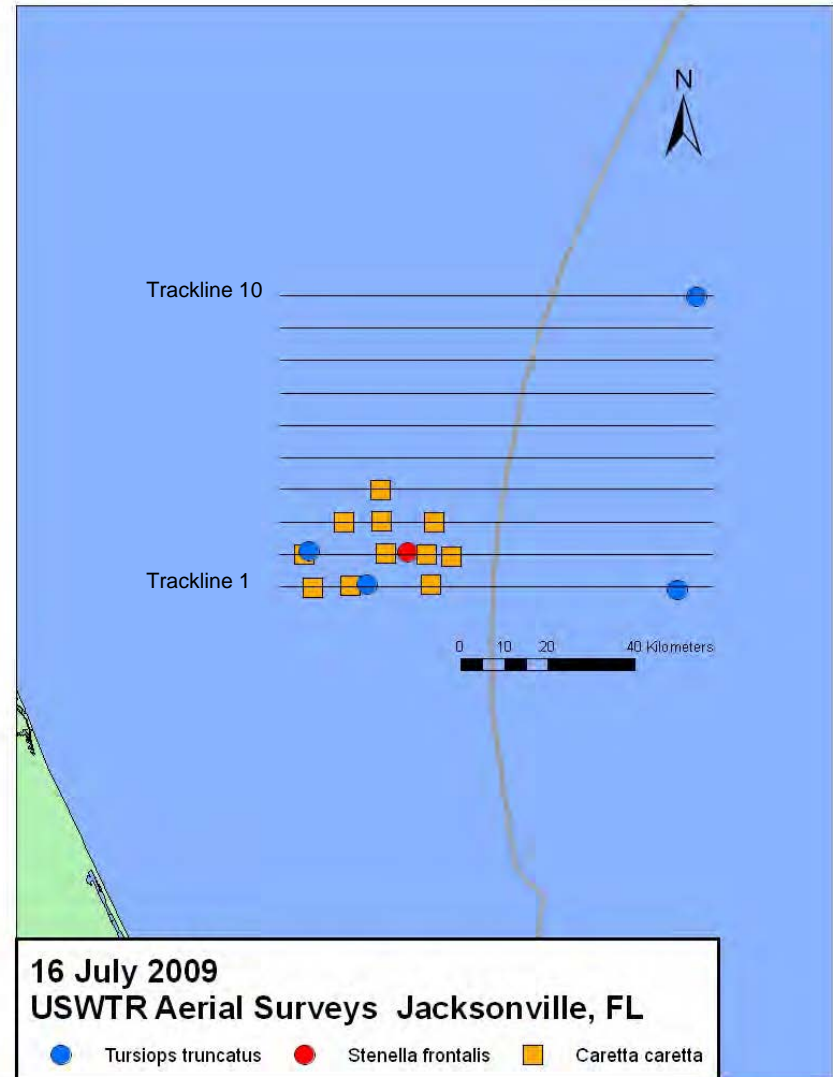 N
Trackline 10
Trackline 1
0 10 20 40 Kilometers
16 July 2009
USWTR Aerial Surveys Jacksonville, FL
Tursiops truncatus Stenella frontalis Caretta caretta